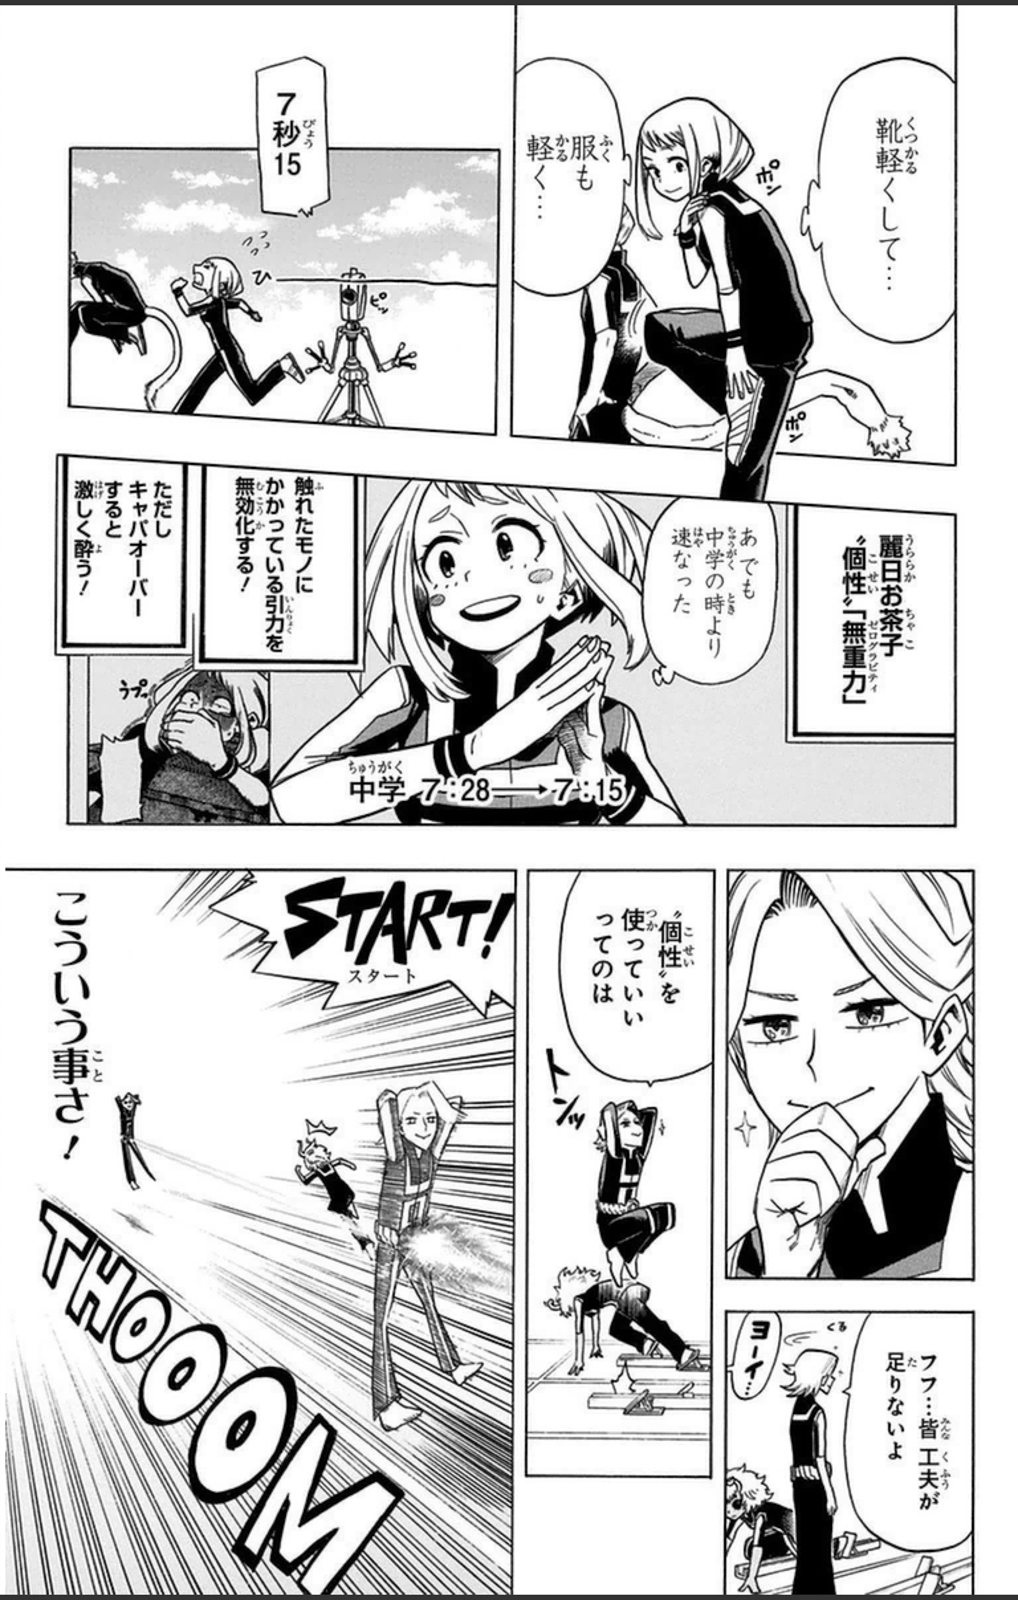 靴軽くして…
ポン
服も
軽く…
ポン
7秒15
ひ
ピッ
麗日お茶子
〝個性〟「無重力」
あ でも
中学の時より
速なった
触れたモノに
かかっている引力を
無効化する!
中学 7:28→7:15
ただし
キャパオーバー
すると
激しく酔う!
うプッ
フフ…皆 工夫が
足りないよ
くる
ヨーイ…
〝個性〟を
使っていい
ってのは
トンッ
START!
スタート
こういう事さ!
THOOOM